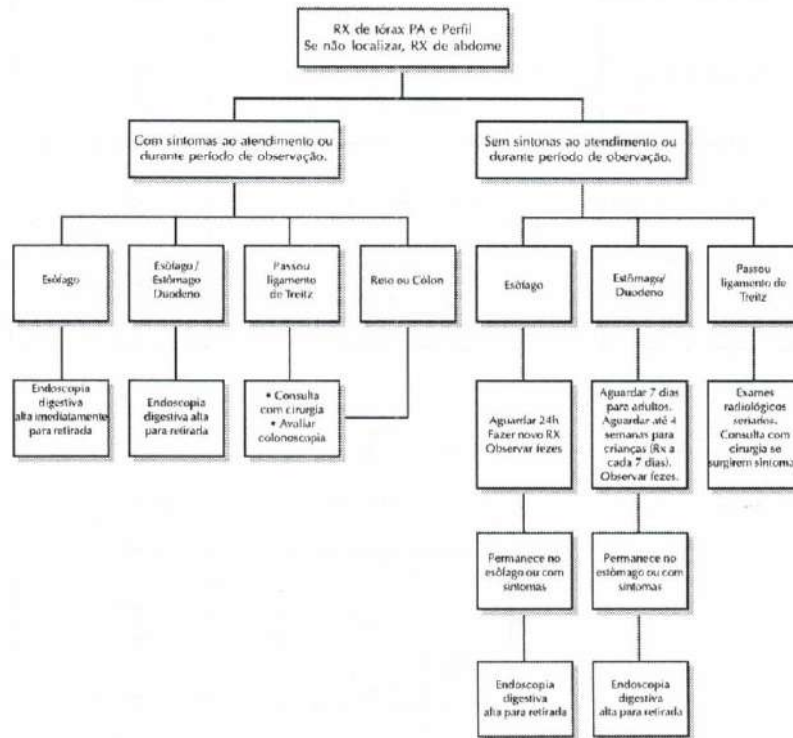 RX de tórax PA e Perfil
Se não localizar, RX de abdome
Com sintomas ao atendimento ou
durante período de observação.
Sem sintonas ao atendimento ou
durante período de obervação.
Esôfago
Esôfago /
Estômago
Duodeno
Passou
ligamento
de Treitz
Reto ou Cólon
Esôfago
Estômago/
Duodeno
Passou
ligamento de
Treitz
Endoscopia
digestiva
alta imediatamente
para retirada
Endoscopia
digestiva alta
para retirada
• Consulta
com cirurgia
• Avaliar
colonoscopia
Aguardar 24h
Fazer novo RX
Observar fezes
Aguardar 7 dias
para adultos.
Aguardar até 4
semanas para
crianças (Rx a
cada 7 dias).
Observar fezes.
Exames
radiológicos
seriados.
Consulta com
cirurgia se
surgirem sintoma
Permanece no
esôfago ou com
sintomas
Permanece no
estômago ou com
sintomas
Endoscopia
digestiva
alta para retirada
Endoscopia
digestiva
alta para retirada